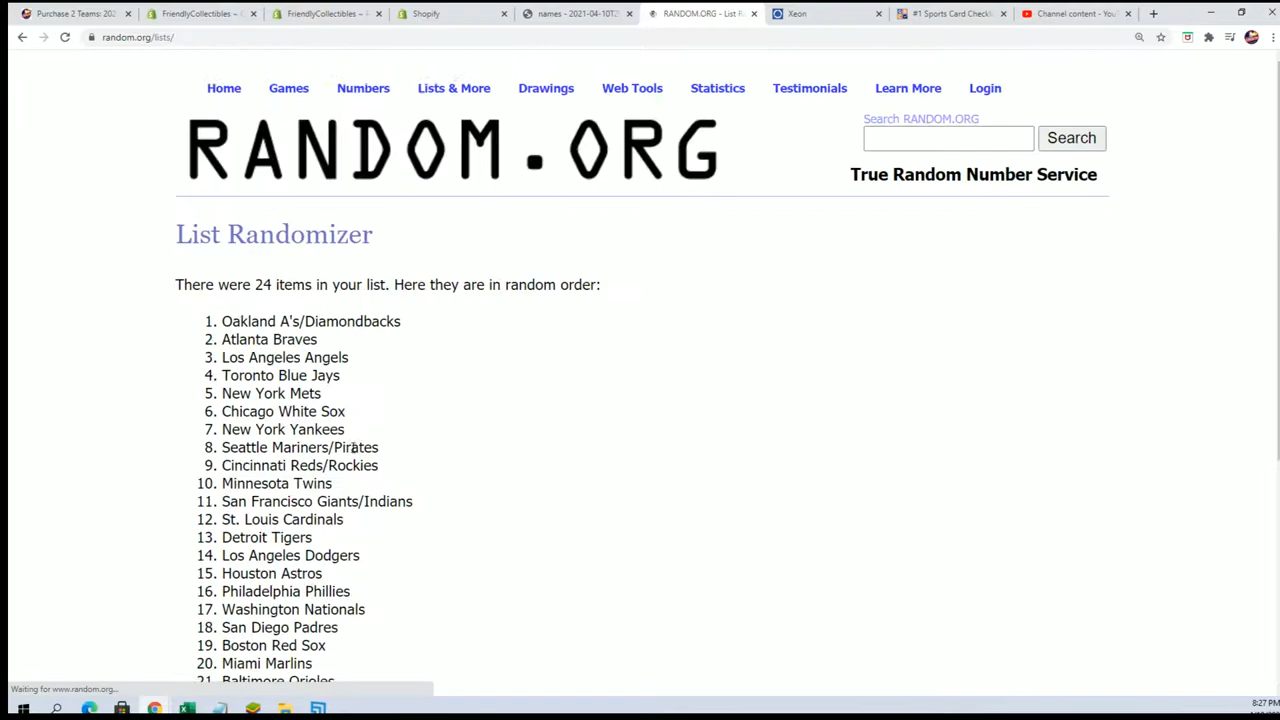 Purchase 2 Teams: 202
FriendlyCollectibles ~
FriendlyCollectibles ~
Shopify
names - 2021-04-10T2
RANDOM.ORG - List R
Xeon
#1 Sports Card Checkl
Channel content - You
random.org/lists/
Home Games Numbers Lists & More Drawings Web Tools Statistics Testimonials Learn More Login
RANDOM.ORG
Search RANDOM.ORG
Search
True Random Number Service
List Randomizer
There were 24 items in your list. Here they are in random order:
1. Oakland A's/Diamondbacks
2. Atlanta Braves
3. Los Angeles Angels
4. Toronto Blue Jays
5. New York Mets
6. Chicago White Sox
7. New York Yankees
8. Seattle Mariners/Pirates
9. Cincinnati Reds/Rockies
10. Minnesota Twins
11. San Francisco Giants/Indians
12. St. Louis Cardinals
13. Detroit Tigers
14. Los Angeles Dodgers
15. Houston Astros
16. Philadelphia Phillies
17. Washington Nationals
18. San Diego Padres
19. Boston Red Sox
20. Miami Marlins
21. Baltimore Orioles
Waiting for www.random.org...
8:27 PM